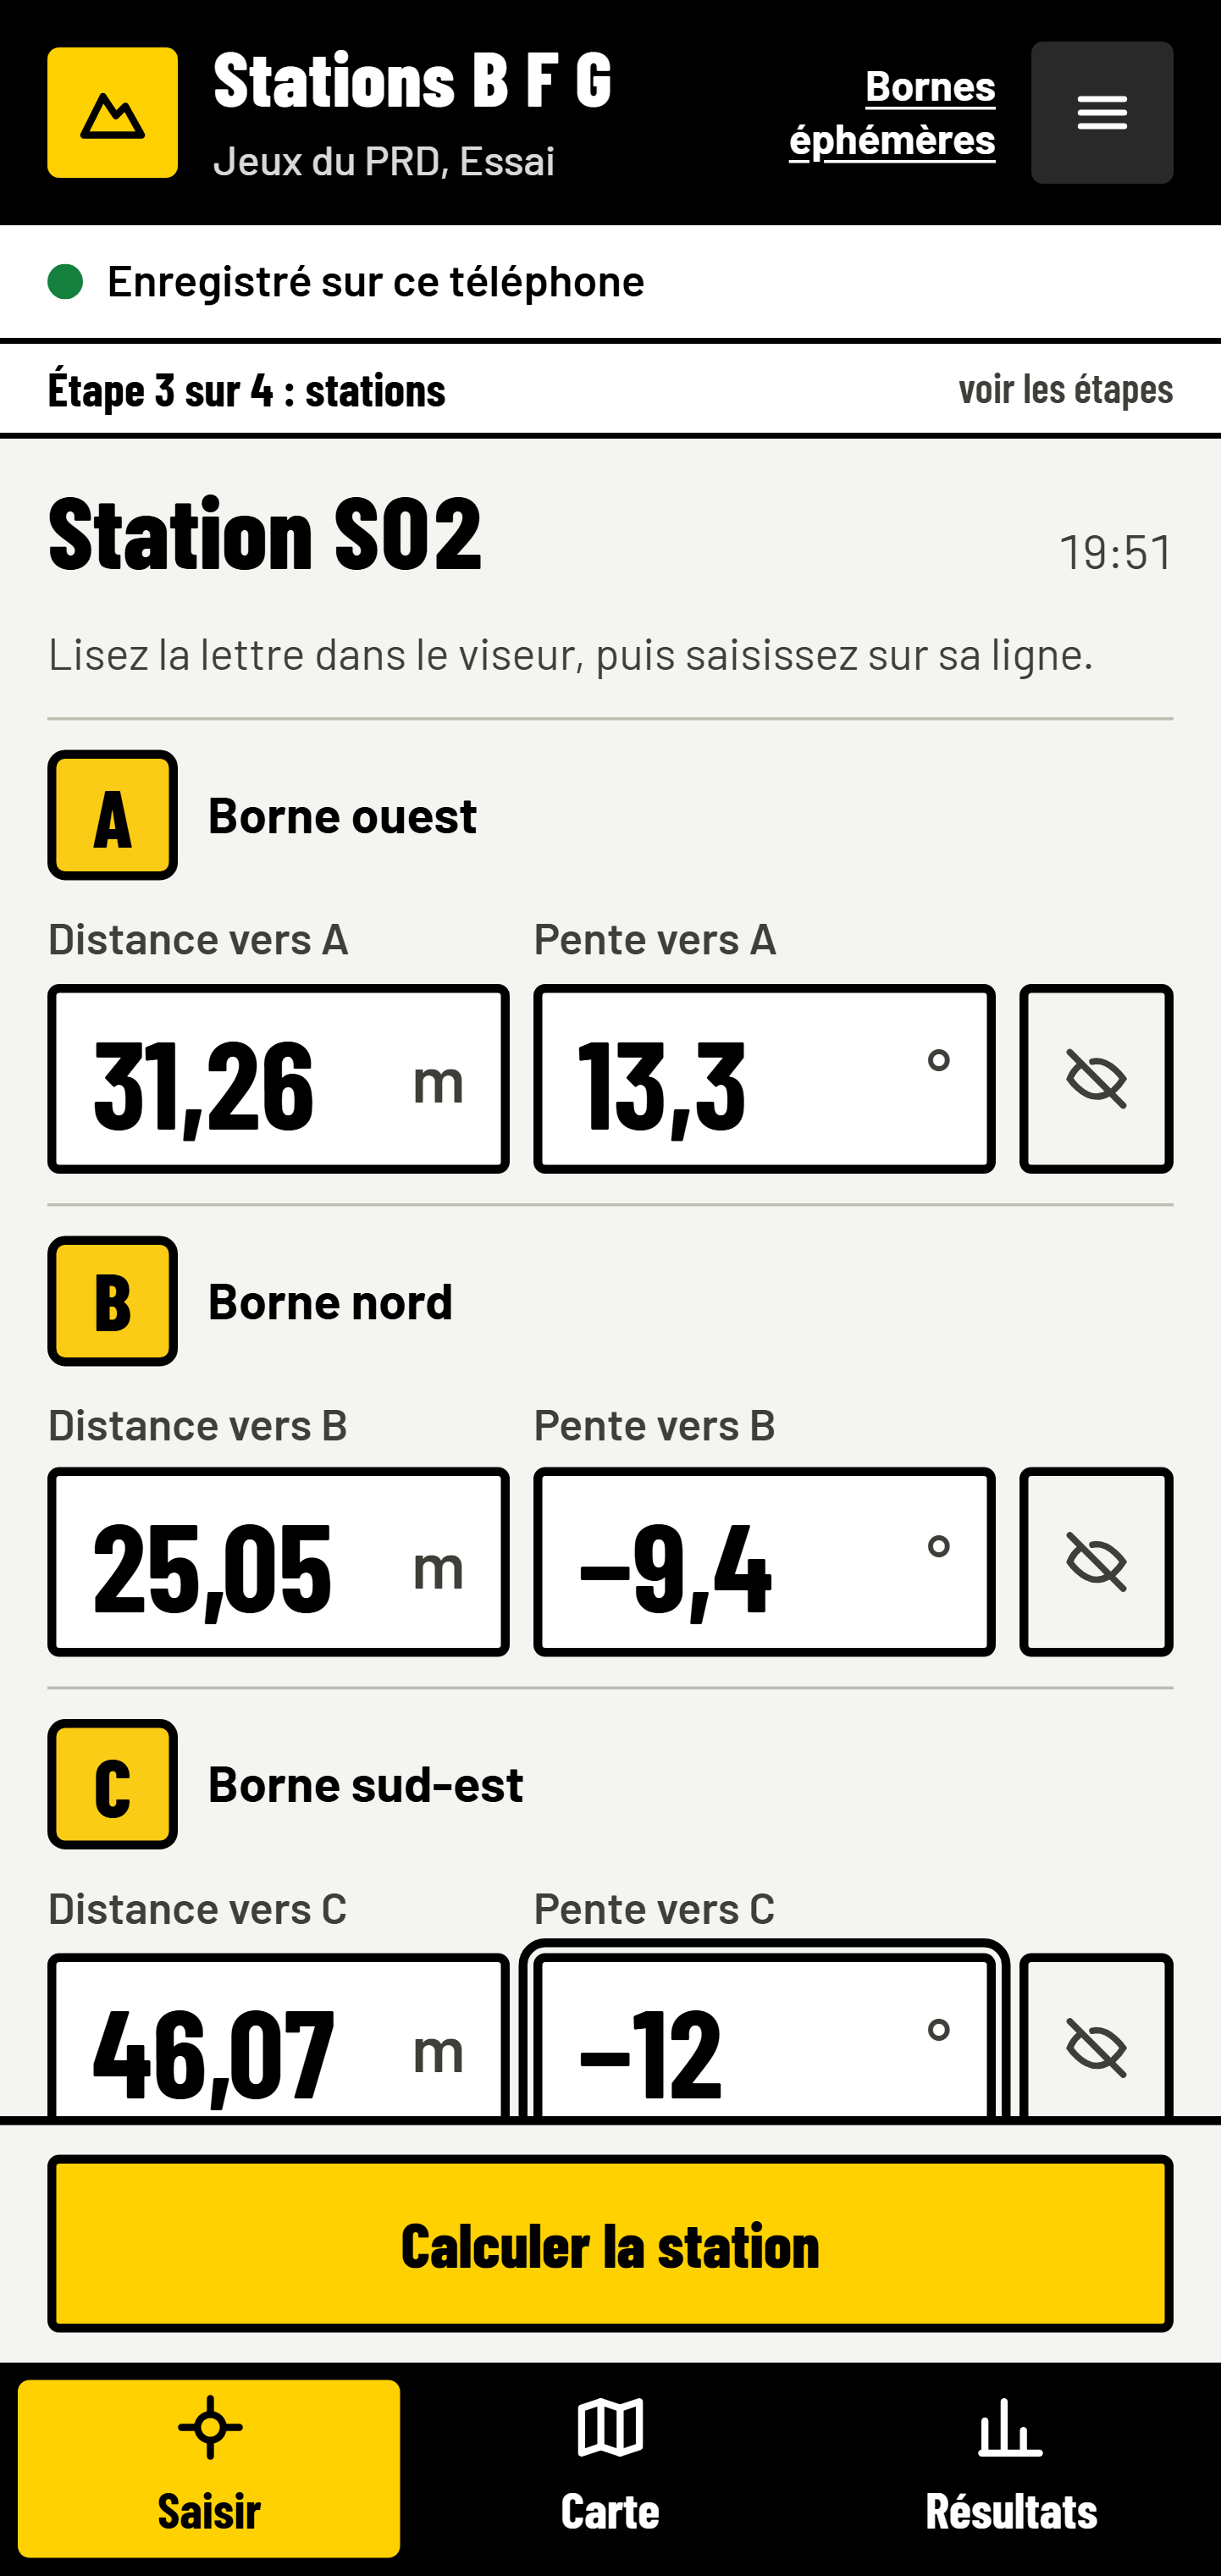 Stations B F G
Jeux du PRD, Essai
Bornes
éphémères
Enregistré sur ce téléphone
Étape 3 sur 4 : stations
voir les étapes
Station S02
19:51
Lisez la lettre dans le viseur, puis saisissez sur sa ligne.
A
Borne ouest
Distance vers A
Pente vers A
31,26 m
13,3 °
B
Borne nord
Distance vers B
Pente vers B
25,05 m
−9,4 °
C
Borne sud-est
Distance vers C
Pente vers C
46,07 m
−12 °
Calculer la station
Saisir
Carte
Résultats